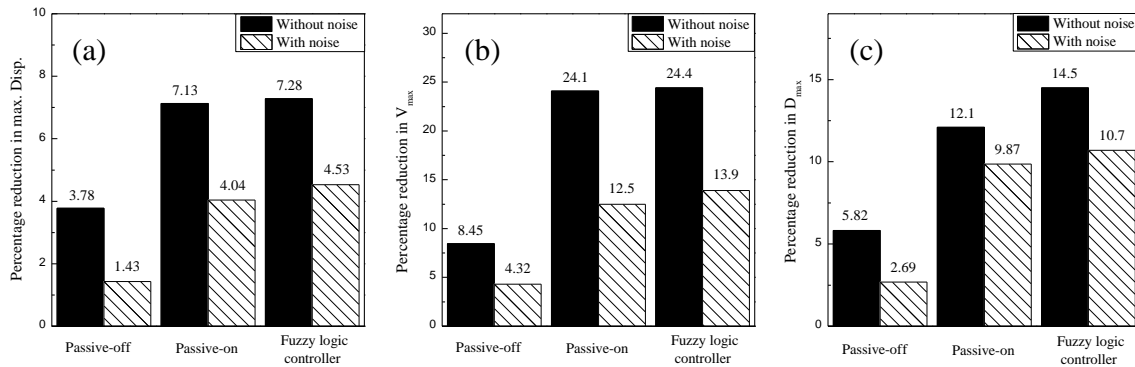 (a)
Without noise
With noise
Percentage reduction in max. Disp.
10
8
6
4
2
0
3.78
1.43
7.13
4.04
7.28
4.53
Passive-off
Passive-on
Fuzzy logic
controller
(b)
Without noise
With noise
Percentage reduction in Vmax
30
25
20
15
10
5
0
8.45
4.32
24.1
12.5
24.4
13.9
Passive-off
Passive-on
Fuzzy logic
controller
(c)
Without noise
With noise
Percentage reduction in Dmax
15
10
5
0
5.82
2.69
12.1
9.87
14.5
10.7
Passive-off
Passive-on
Fuzzy logic
controller